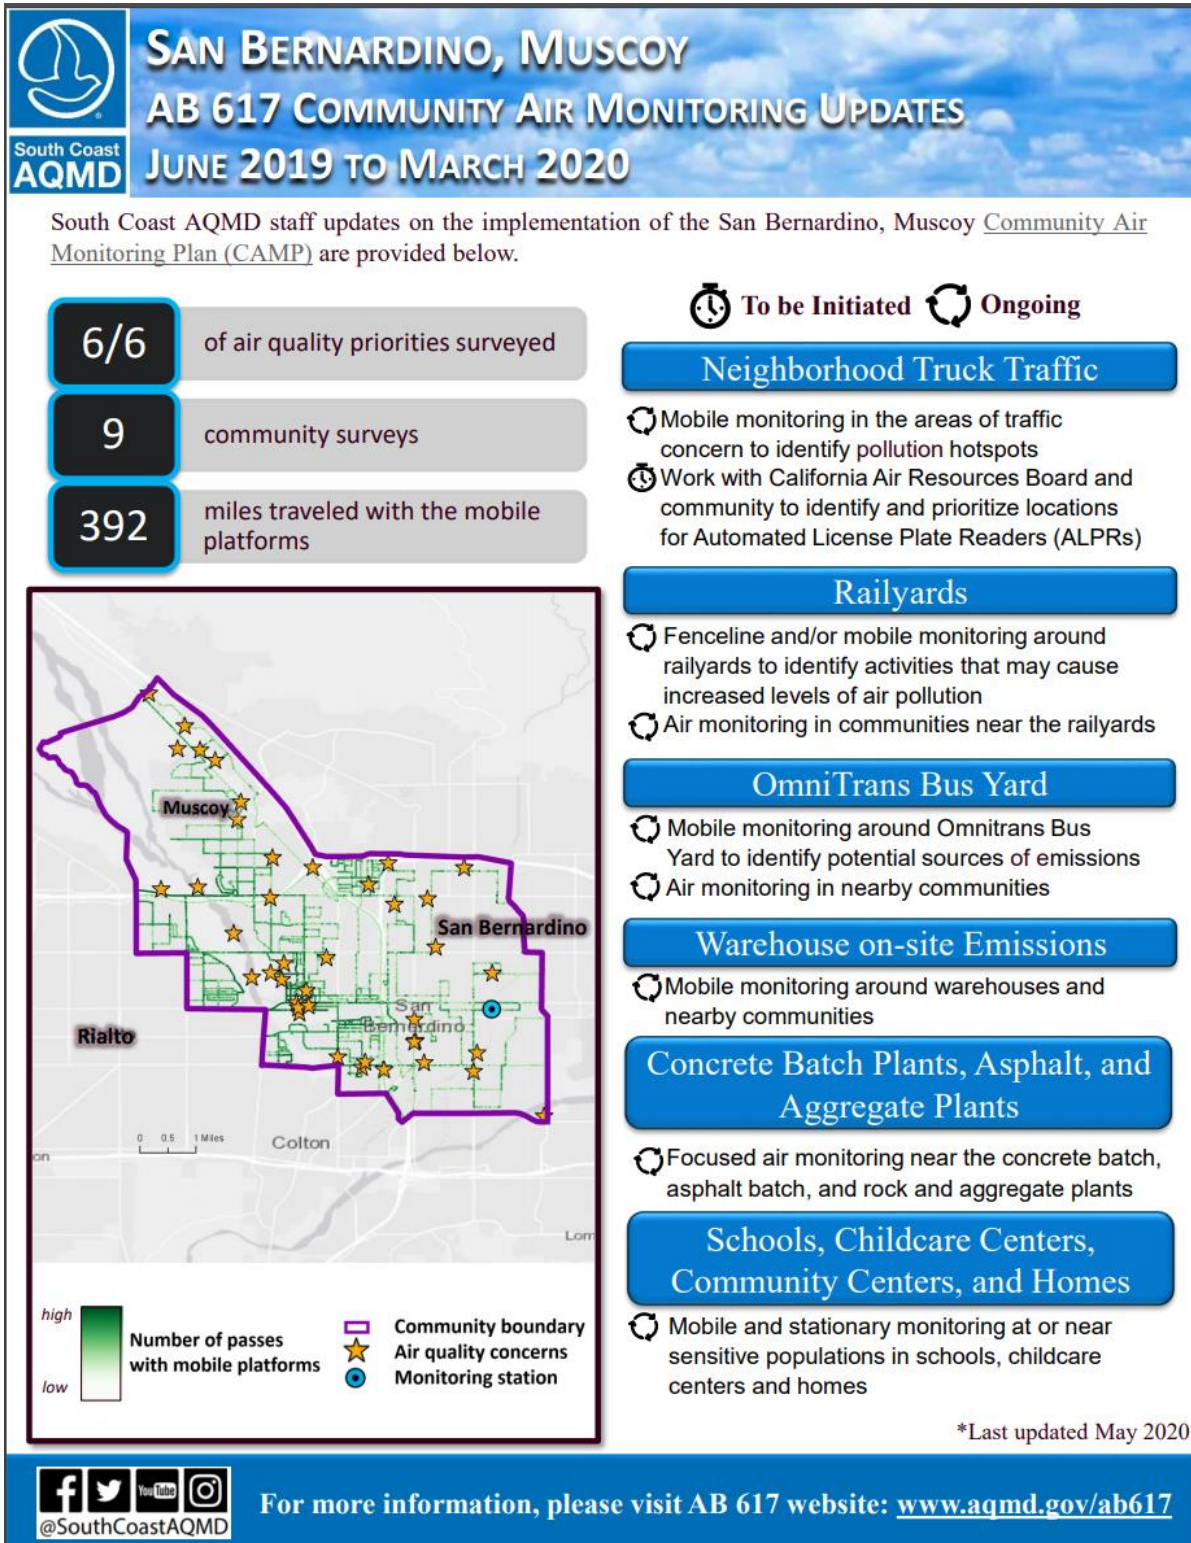 SAN BERNARDINO, MUSCOY
AB 617 COMMUNITY AIR MONITORING UPDATES
JUNE 2019 TO MARCH 2020
South Coast
AQMD
South Coast AQMD staff updates on the implementation of the San Bernardino, Muscoy Community Air
Monitoring Plan (CAMP) are provided below.
6/6
of air quality priorities surveyed
9
community surveys
392
miles traveled with the mobile
platforms
Muscoy
San Bernardino
San
Bernardino
Rialto
0 0.5 1 Miles
Colton
on
Lom
high
low
Number of passes
with mobile platforms
Community boundary
Air quality concerns
Monitoring station
To be Initiated Ongoing
Neighborhood Truck Traffic
Mobile monitoring in the areas of traffic
concern to identify pollution hotspots
Work with California Air Resources Board and
community to identify and prioritize locations
for Automated License Plate Readers (ALPRs)
Railyards
Fenceline and/or mobile monitoring around
railyards to identify activities that may cause
increased levels of air pollution
Air monitoring in communities near the railyards
OmniTrans Bus Yard
Mobile monitoring around Omnitrans Bus
Yard to identify potential sources of emissions
Air monitoring in nearby communities
Warehouse on-site Emissions
Mobile monitoring around warehouses and
nearby communities
Concrete Batch Plants, Asphalt, and
Aggregate Plants
Focused air monitoring near the concrete batch,
asphalt batch, and rock and aggregate plants
Schools, Childcare Centers,
Community Centers, and Homes
Mobile and stationary monitoring at or near
sensitive populations in schools, childcare
centers and homes
*Last updated May 2020
YouTube
@SouthCoastAQMD
For more information, please visit AB 617 website: www.aqmd.gov/ab617